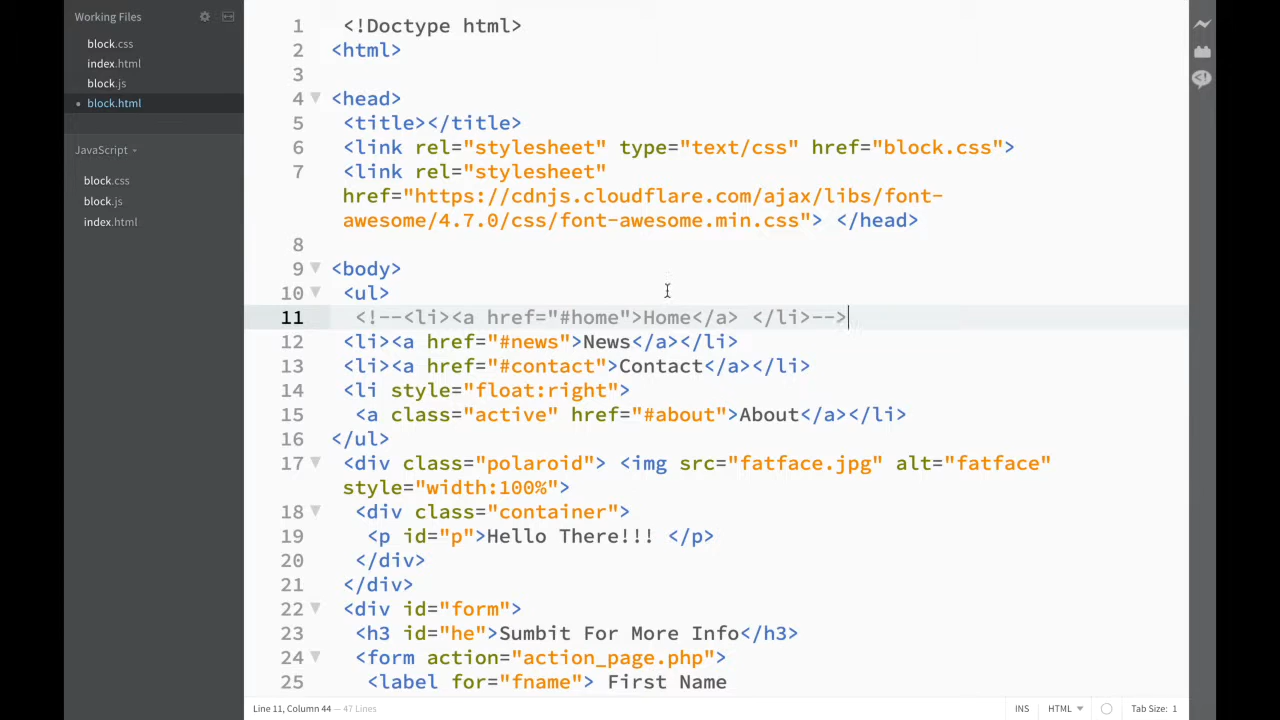 Working Files
block.css
index.html
block.js
block.html
JavaScript
block.css
block.js
index.html
1 <!Doctype html>
2 <html>
3
4 <head>
5 <title></title>
6 <link rel="stylesheet" type="text/css" href="block.css">
7 <link rel="stylesheet"
href="https://cdnjs.cloudflare.com/ajax/libs/font-
awesome/4.7.0/css/font-awesome.min.css"> </head>
8
9 <body>
10 <ul>
11 <!--<li><a href="#home">Home</a> </li>-->
12 <li><a href="#news">News</a></li>
13 <li><a href="#contact">Contact</a></li>
14 <li style="float:right">
15 <a class="active" href="#about">About</a></li>
16 </ul>
17 <div class="polaroid"> <img src="fatface.jpg" alt="fatface"
style="width:100%">
18 <div class="container">
19 <p id="p">Hello There!!! </p>
20 </div>
21 </div>
22 <div id="form">
23 <h3 id="he">Sumbit For More Info</h3>
24 <form action="action_page.php">
25 <label for="fname"> First Name
Line 11, Column 44 — 47 Lines
INS HTML Tab Size: 1